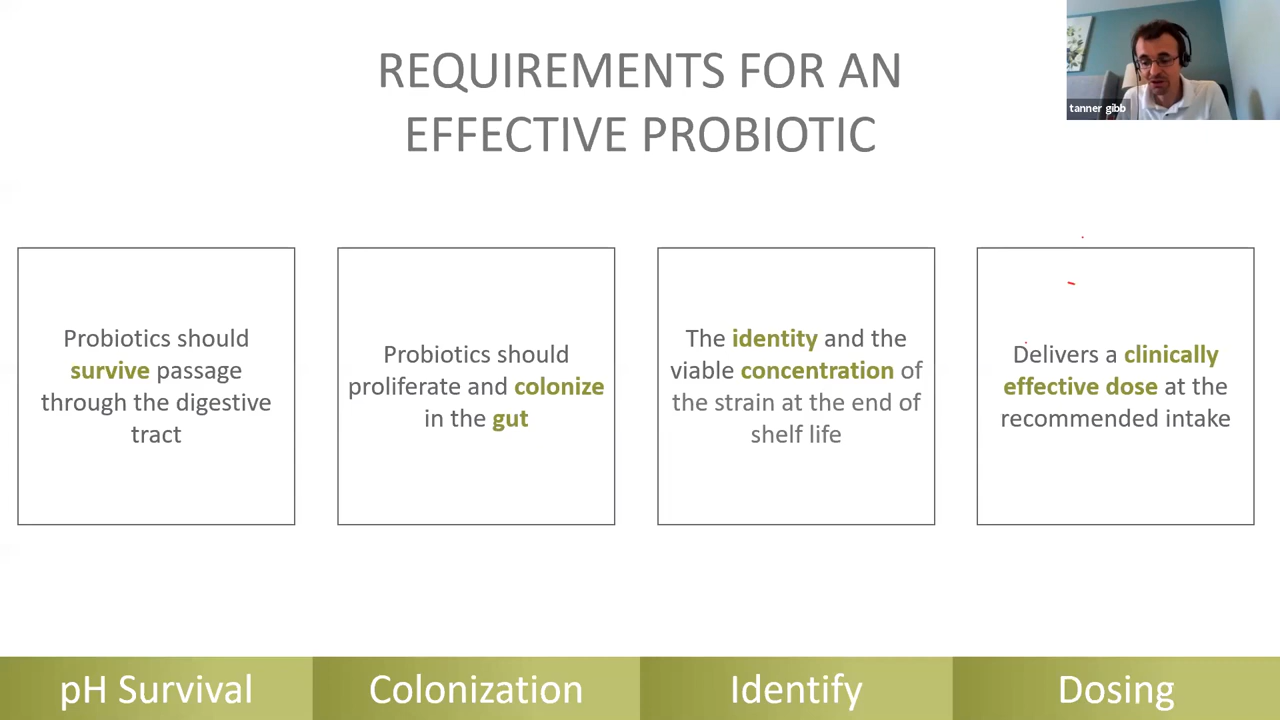 REQUIREMENTS FOR AN
EFFECTIVE PROBIOTIC
tanner gibb
Probiotics should
survive passage
through the digestive
tract
Probiotics should
proliferate and colonize
in the gut
The identity and the
viable concentration of
the strain at the end of
shelf life
Delivers a clinically
effective dose at the
recommended intake
pH Survival
Colonization
Identify
Dosing